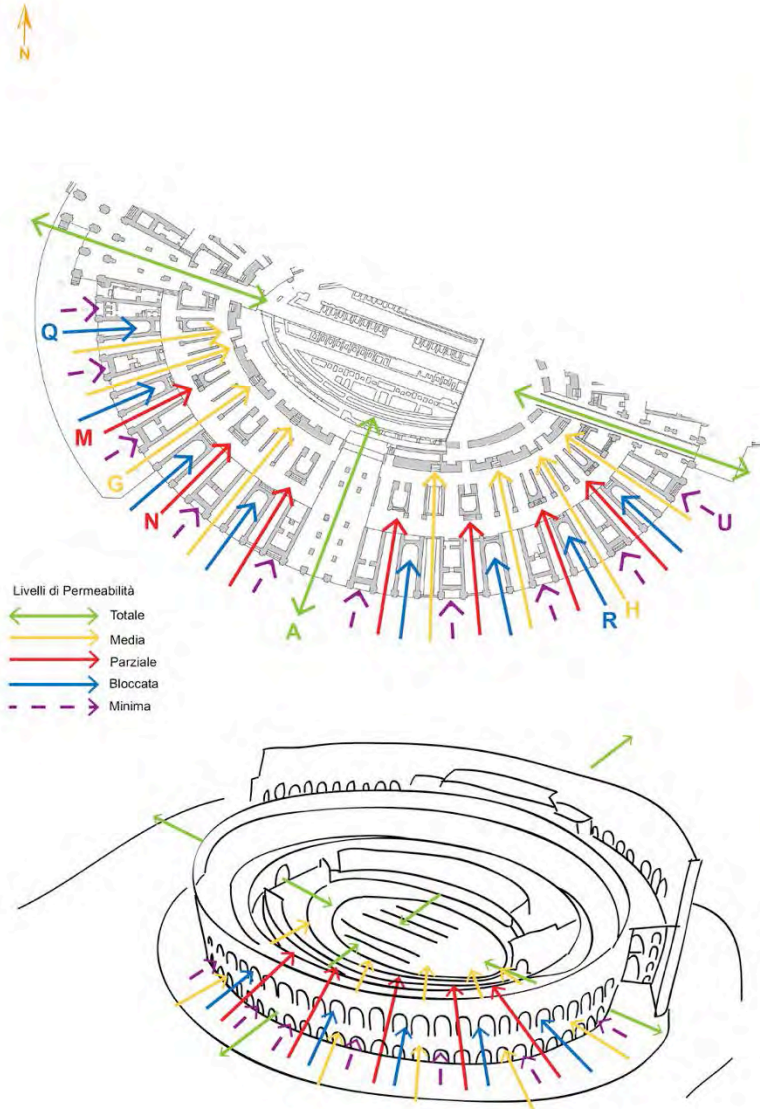 N
Q
M
G
N
A
U
H
R
Livelli di Permeabilità
Totale
Media
Parziale
Bloccata
Minima